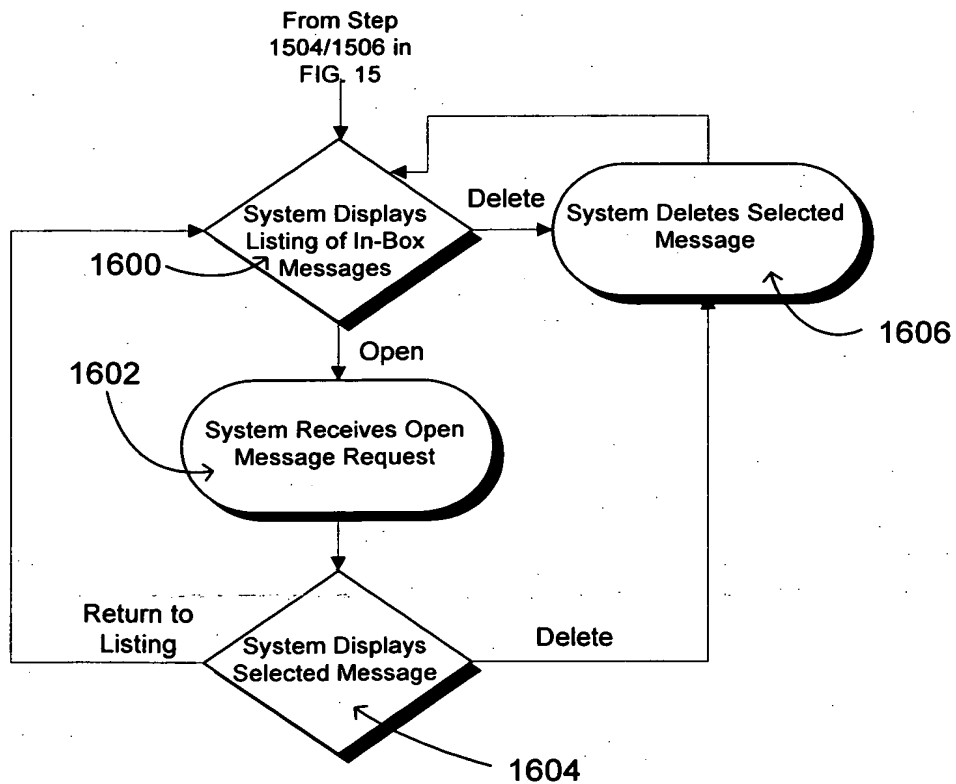 From Step
1504/1506 in
FIG. 15
System Displays
Listing of In-Box
Messages
1600
Delete
System Deletes Selected
Message
1606
Open
1602
System Receives Open
Message Request
Return to
Listing
System Displays
Selected Message
Delete
1604